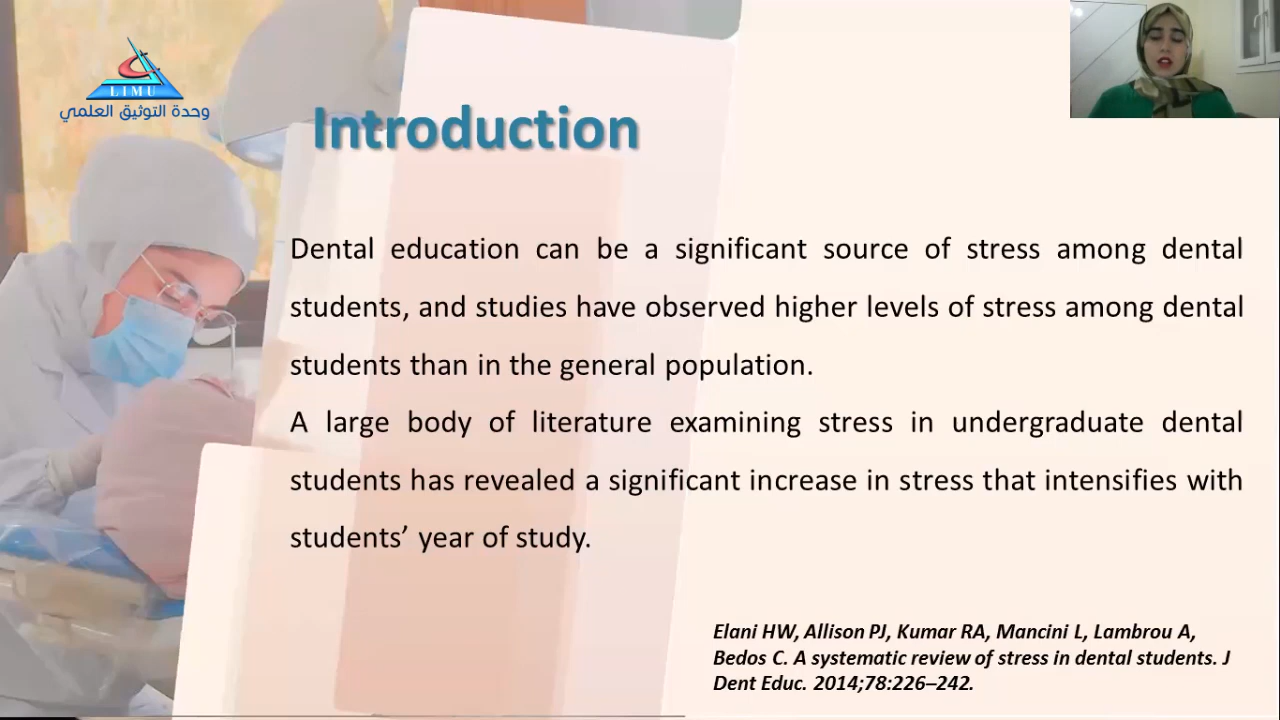 LIMU
وحدة التوثيق العلمي
Introduction
Dental education can be a significant source of stress among dental
students, and studies have observed higher levels of stress among dental
students than in the general population.
A large body of literature examining stress in undergraduate dental
students has revealed a significant increase in stress that intensifies with
students’ year of study.
Elani HW, Allison PJ, Kumar RA, Mancini L, Lambrou A,
Bedos C. A systematic review of stress in dental students. J
Dent Educ. 2014;78:226–242.